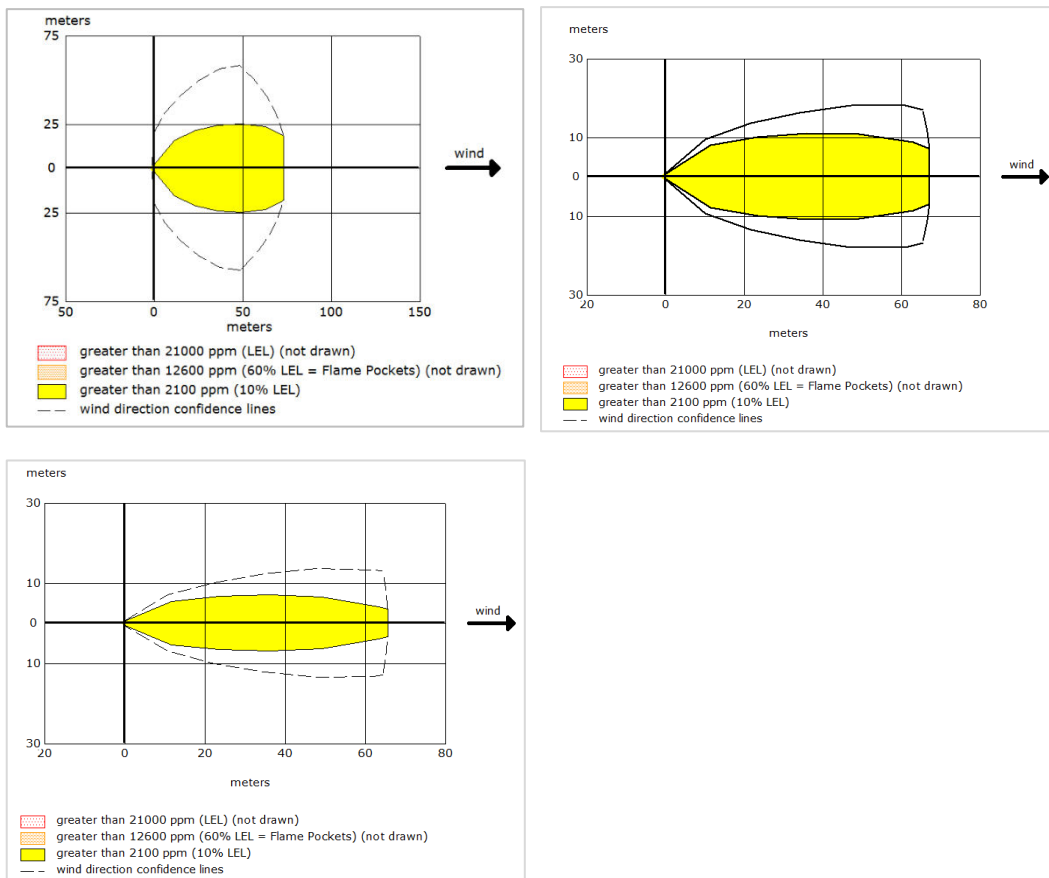 meters
75
25
0
25
75
50 0 50 100 150
meters
wind
greater than 21000 ppm (LEL) (not drawn)
greater than 12600 ppm (60% LEL = Flame Pockets) (not drawn)
greater than 2100 ppm (10% LEL)
wind direction confidence lines
meters
30
10
0
10
30
20 0 20 40 60 80
meters
wind
greater than 21000 ppm (LEL) (not drawn)
greater than 12600 ppm (60% LEL = Flame Pockets) (not drawn)
greater than 2100 ppm (10% LEL)
wind direction confidence lines
meters
30
10
0
10
30
20 0 20 40 60 80
meters
wind
greater than 21000 ppm (LEL) (not drawn)
greater than 12600 ppm (60% LEL = Flame Pockets) (not drawn)
greater than 2100 ppm (10% LEL)
wind direction confidence lines